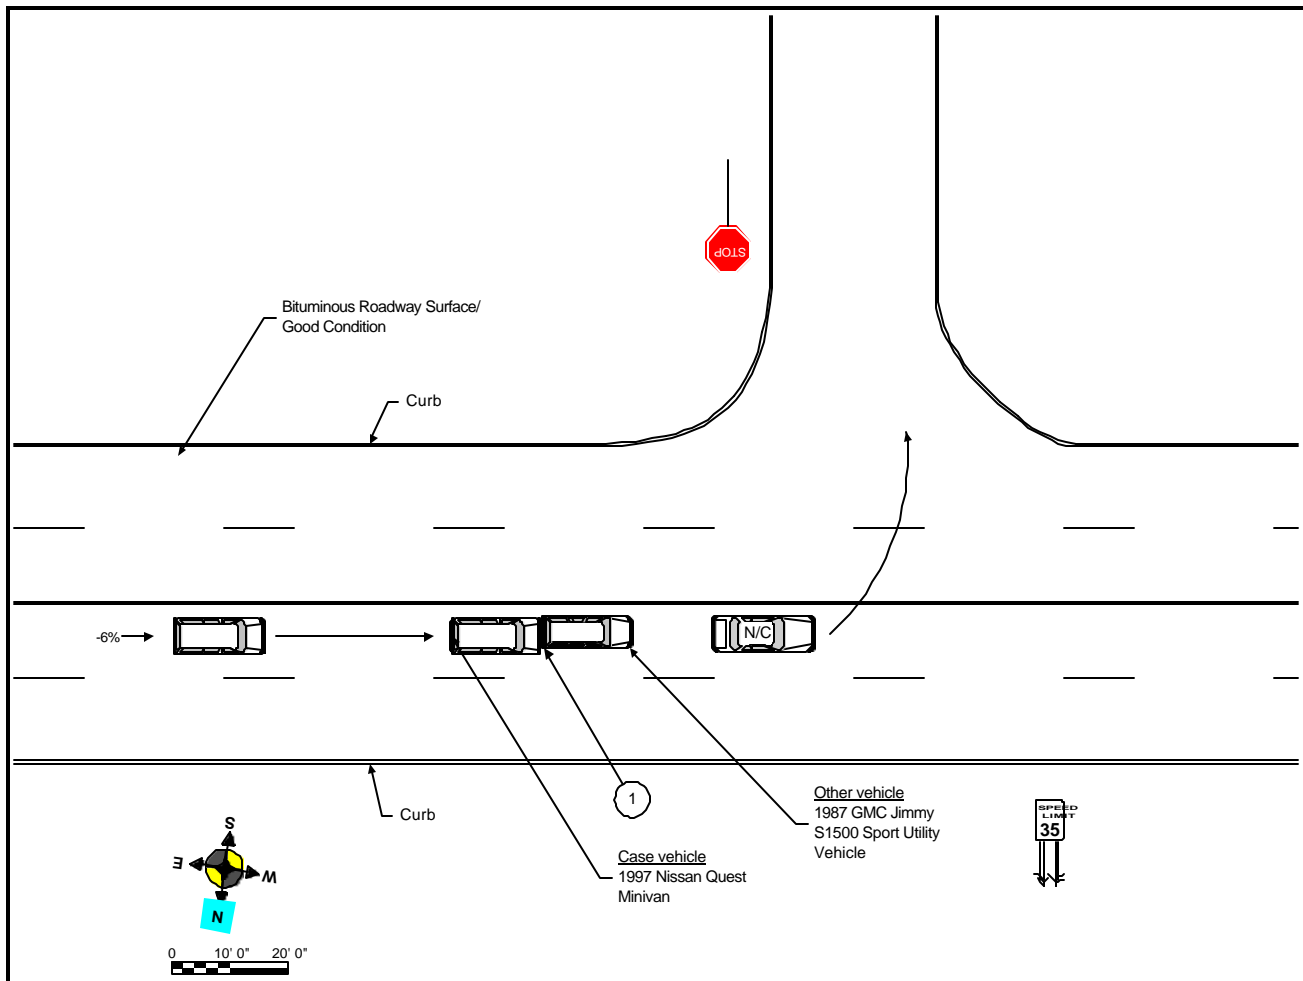 STOP
Bituminous Roadway Surface/
Good Condition
Curb
-6%
N/C
1
Curb
Other vehicle
1987 GMC Jimmy
S1500 Sport Utility
Vehicle
SPEED
LIMIT
35
Case vehicle
1997 Nissan Quest
Minivan
S
E
W
N
0 10' 0" 20' 0"